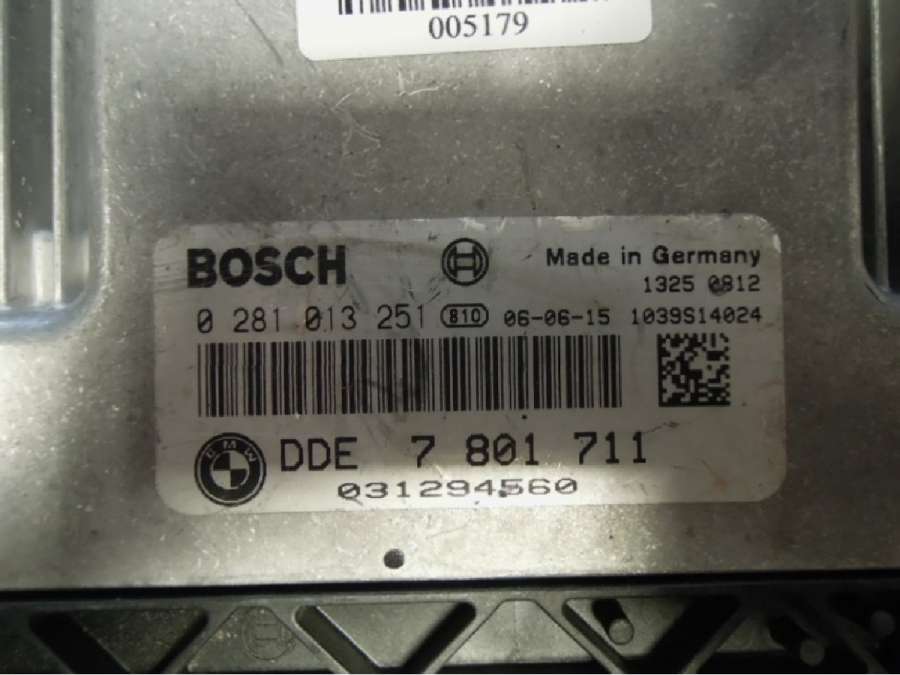 005179
BOSCH
Made in Germany
1325 0812
0 281 013 251 810 06-06-15 1039S14024
BMW
DDE 7 801 711
031294560